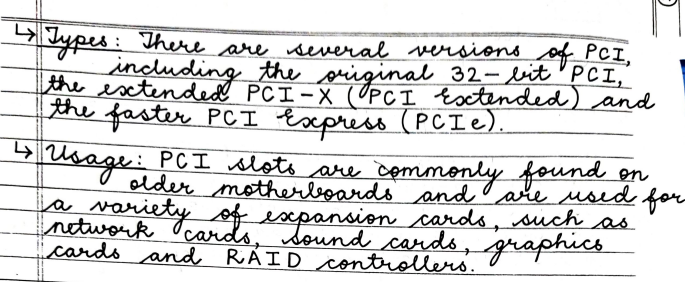 ↳ Types: There are several versions of PCI,
including the original 32-bit PCI,
the extended PCI-X (PCI Extended) and
the faster PCI Express (PCIe).
↳ Usage: PCI slots are commonly found on
older motherboards and are used for
a variety of expansion cards, such as
network cards, sound cards, graphics
cards and RAID controllers.